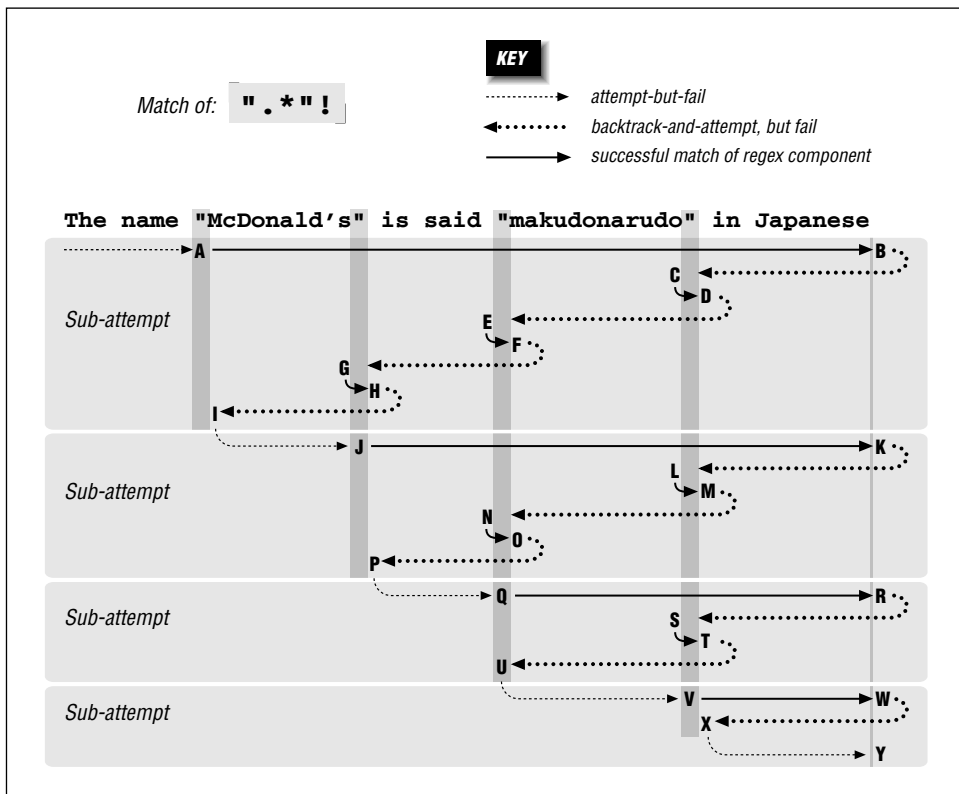 KEY
Match of: ".*"!
attempt-but-fail
backtrack-and-attempt, but fail
successful match of regex component
The name "McDonald's" is said "makudonarudo" in Japanese
A B
C D
Sub-attempt
E F
G H
I
J K
L M
Sub-attempt
N O
P
Q R
Sub-attempt
S T
U
V W
Sub-attempt
X
Y